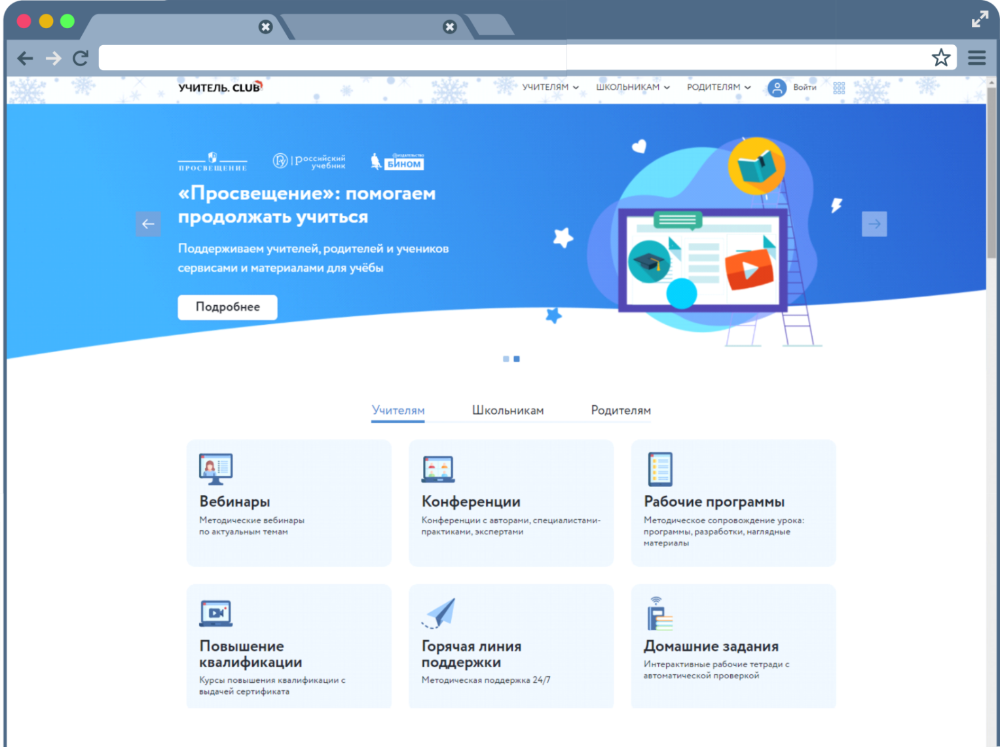 УЧИТЕЛЬ. CLUB
УЧИТЕЛЯМ
ШКОЛЬНИКАМ
РОДИТЕЛЯМ
Войти
ПРОСВЕЩЕНИЕ
российский
учебник
ИЗДАТЕЛЬСТВО
БИНОМ
«Просвещение»: помогаем
продолжать учиться
Поддерживаем учителей, родителей и учеников
сервисами и материалами для учёбы
Подробнее
Учителям
Школьникам
Родителям
Вебинары
Методические вебинары
по актуальным темам
Конференции
Конференции с авторами, специалистами-
практиками, экспертами
Рабочие программы
Методическое сопровождение урока:
программы, разработки, наглядные
материалы
Повышение
квалификации
Курсы повышения квалификации с
выдачей сертификата
Горячая линия
поддержки
Методическая поддержка 24/7
Домашние задания
Интерактивные рабочие тетради с
автоматической проверкой